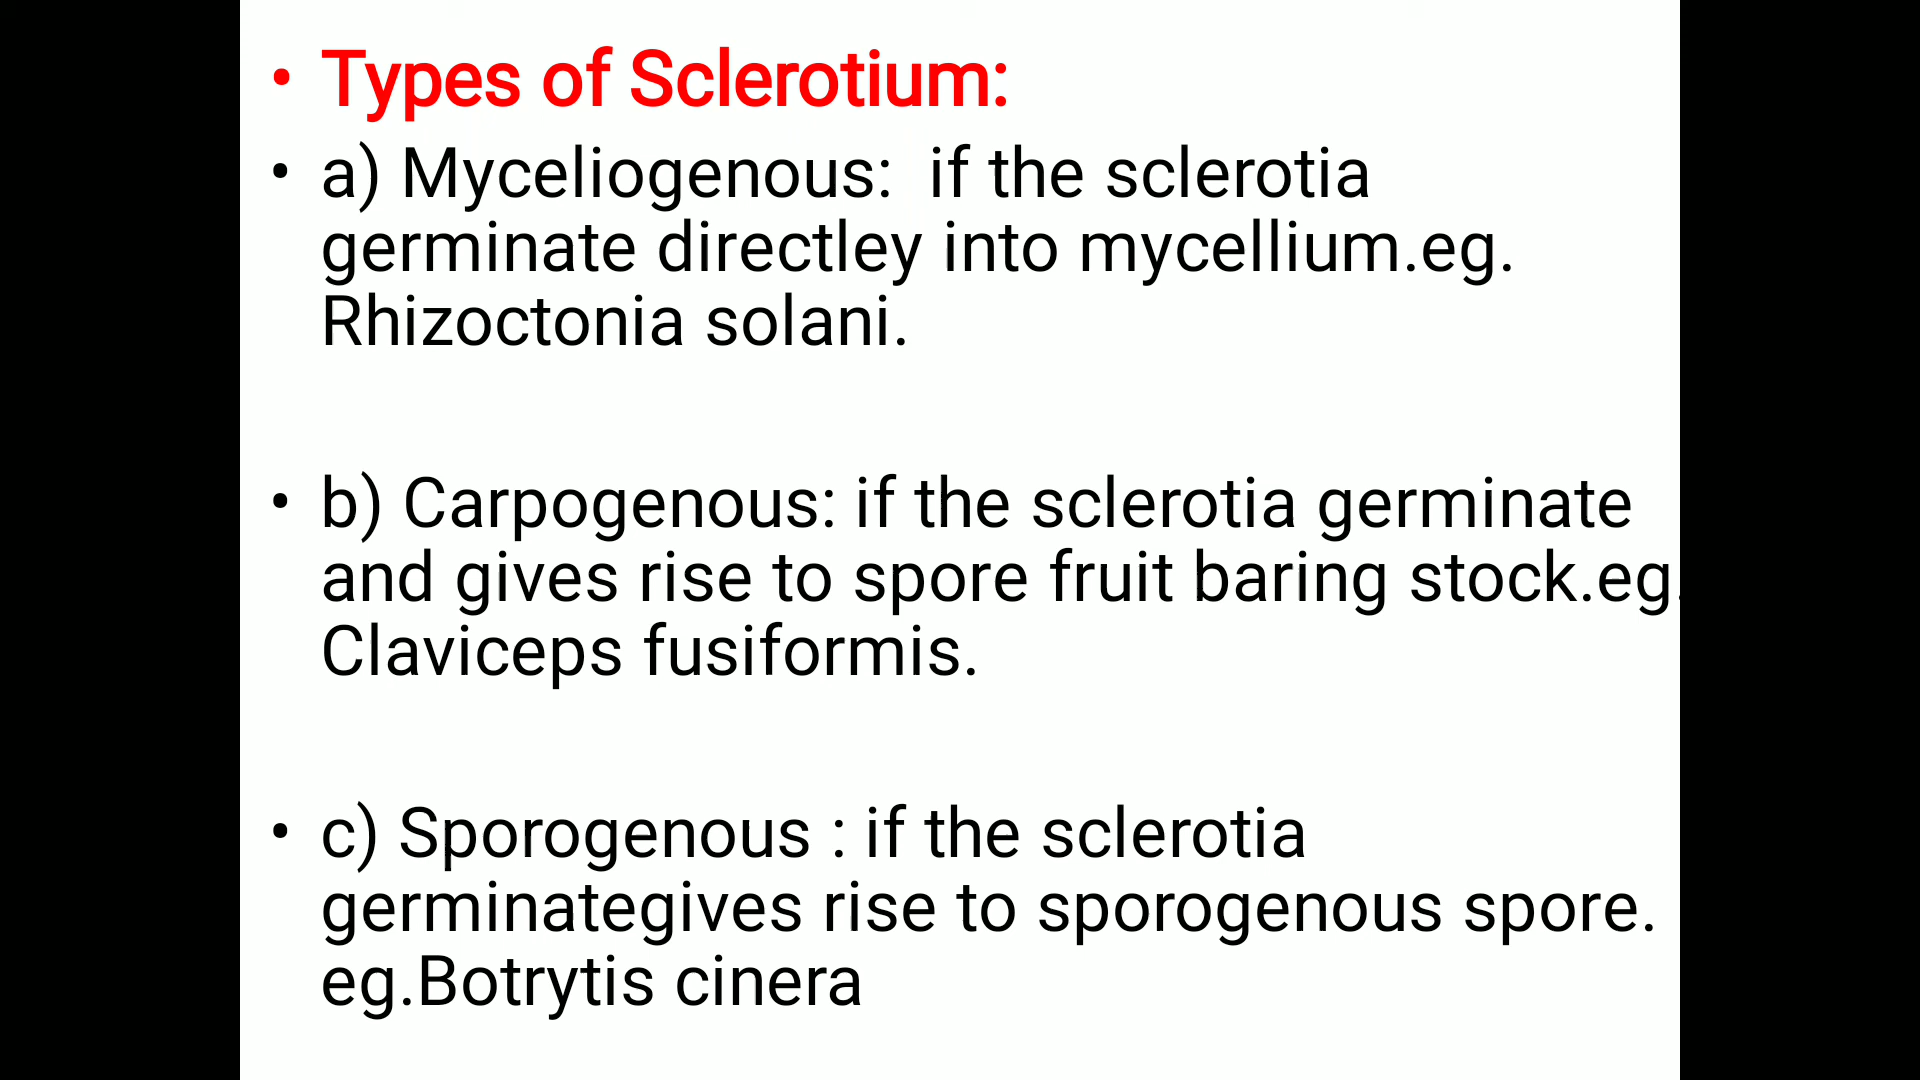 • Types of Sclerotium:
• a) Myceliogenous:  if the sclerotia
germinate directley into mycellium.eg.
Rhizoctonia solani.
• b) Carpogenous: if the sclerotia germinate
and gives rise to spore fruit baring stock.eg.
Claviceps fusiformis.
• c) Sporogenous : if the sclerotia
germinategives rise to sporogenous spore.
eg.Botrytis cinera